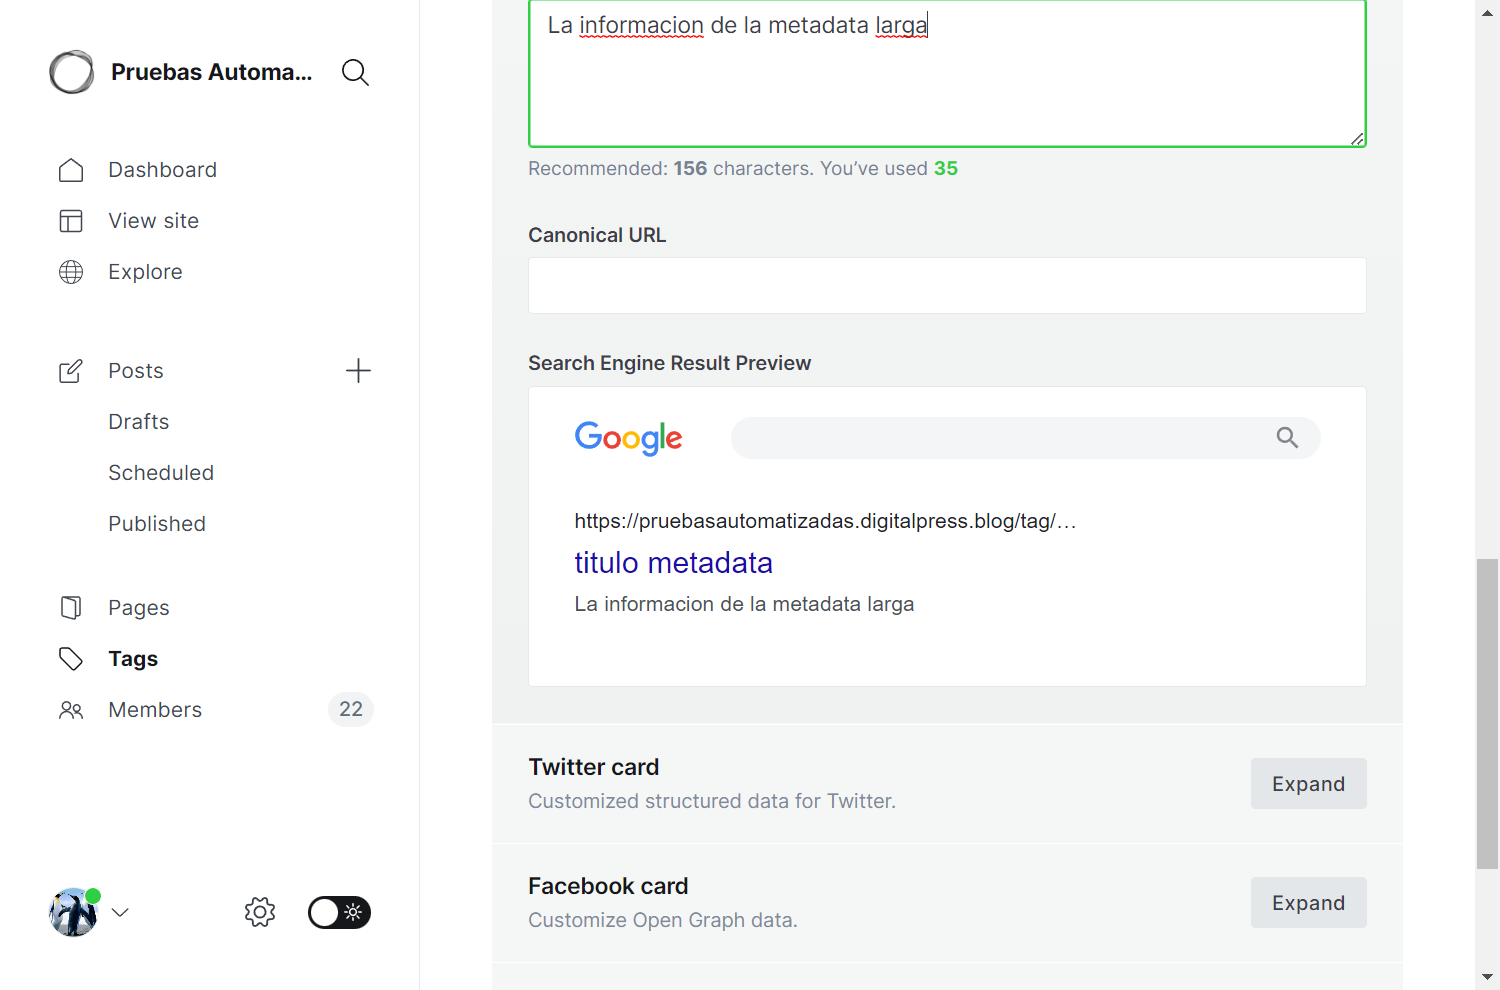 Pruebas Automa...
Dashboard
View site
Explore
Posts
Drafts
Scheduled
Published
Pages
Tags
Members 22
La informacion de la metadata larga
Recommended: 156 characters. You’ve used 35
Canonical URL
Search Engine Result Preview
Google
https://pruebasautomatizadas.digitalpress.blog/tag/...
titulo metadata
La informacion de la metadata larga
Twitter card
Customized structured data for Twitter.
Expand
Facebook card
Customize Open Graph data.
Expand